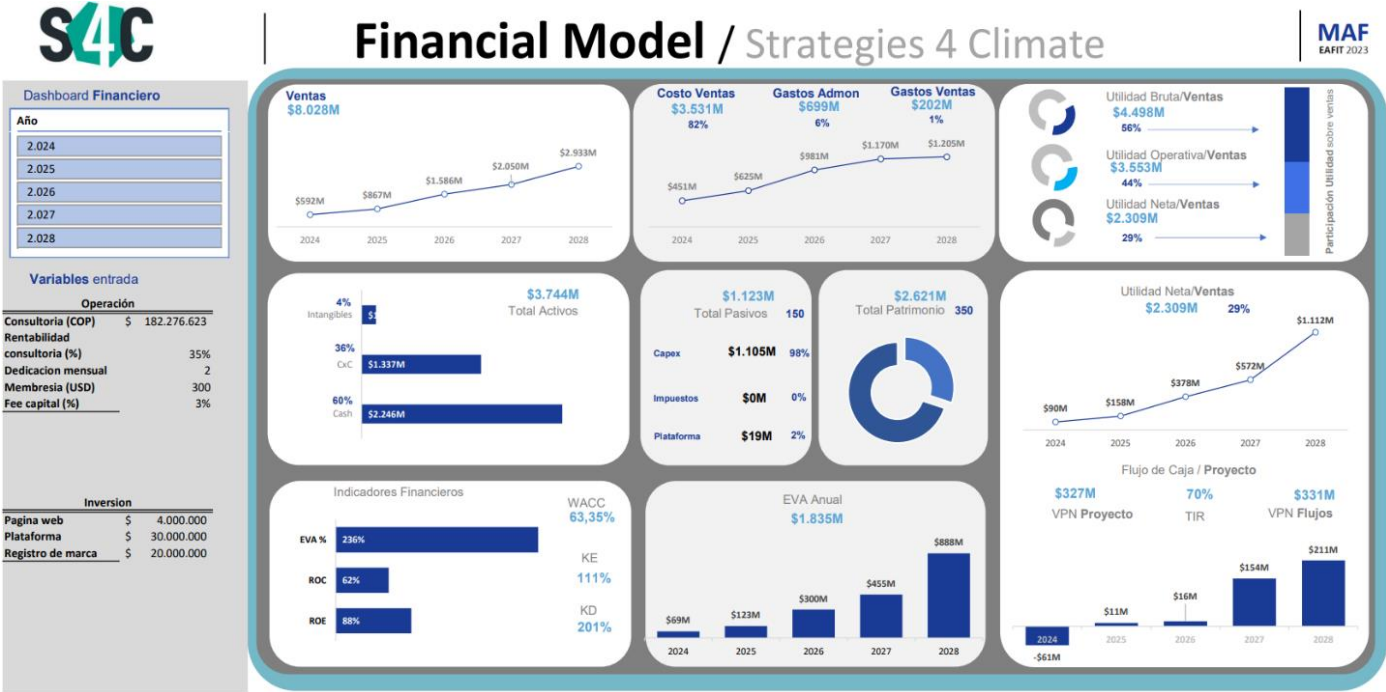 S4C
Financial Model / Strategies 4 Climate
MAF
EAFIT 2023
Dashboard Financiero
Año
2.024
2.025
2.026
2.027
2.028
Variables entrada
Operación
Consultoria (COP) $ 182.276.623
Rentabilidad
consultoria (%) 35%
Dedicacion mensual 2
Membresia (USD) 300
Fee capital (%) 3%
Inversion
Pagina web $ 4.000.000
Plataforma $ 30.000.000
Registro de marca $ 20.000.000
Ventas
$8.028M
$592M $867M $1.586M $2.050M $2.933M
2024 2025 2026 2027 2028
Costo Ventas Gastos Admon Gastos Ventas
$3.531M $699M $202M
82% 6% 1%
$451M $625M $981M $1.170M $1.205M
2024 2025 2026 2027 2028
Utilidad Bruta/Ventas
$4.498M
56%
Utilidad Operativa/Ventas
$3.553M
44%
Utilidad Neta/Ventas
$2.309M
29%
Participación Utilidad sobre ventas
$3.744M
Total Activos
4%
Intangibles
36%
CxC $1.337M
60%
Cash $2.246M
$1.123M
Total Pasivos 150
Capex $1.105M 98%
Impuestos $0M 0%
Plataforma $19M 2%
$2.621M
Total Patrimonio 350
Utilidad Neta/Ventas
$2.309M 29%
$90M $158M $378M $572M $1.112M
2024 2025 2026 2027 2028
Flujo de Caja / Proyecto
$327M 70% $331M
VPN Proyecto TIR VPN Flujos
-$61M $11M $16M $154M $211M
2024 2025 2026 2027 2028
Indicadores Financieros
WACC
63,35%
EVA % 236%
KE
111%
ROC 62%
KD
201%
ROE 88%
EVA Anual
$1.835M
$69M $123M $300M $455M $888M
2024 2025 2026 2027 2028